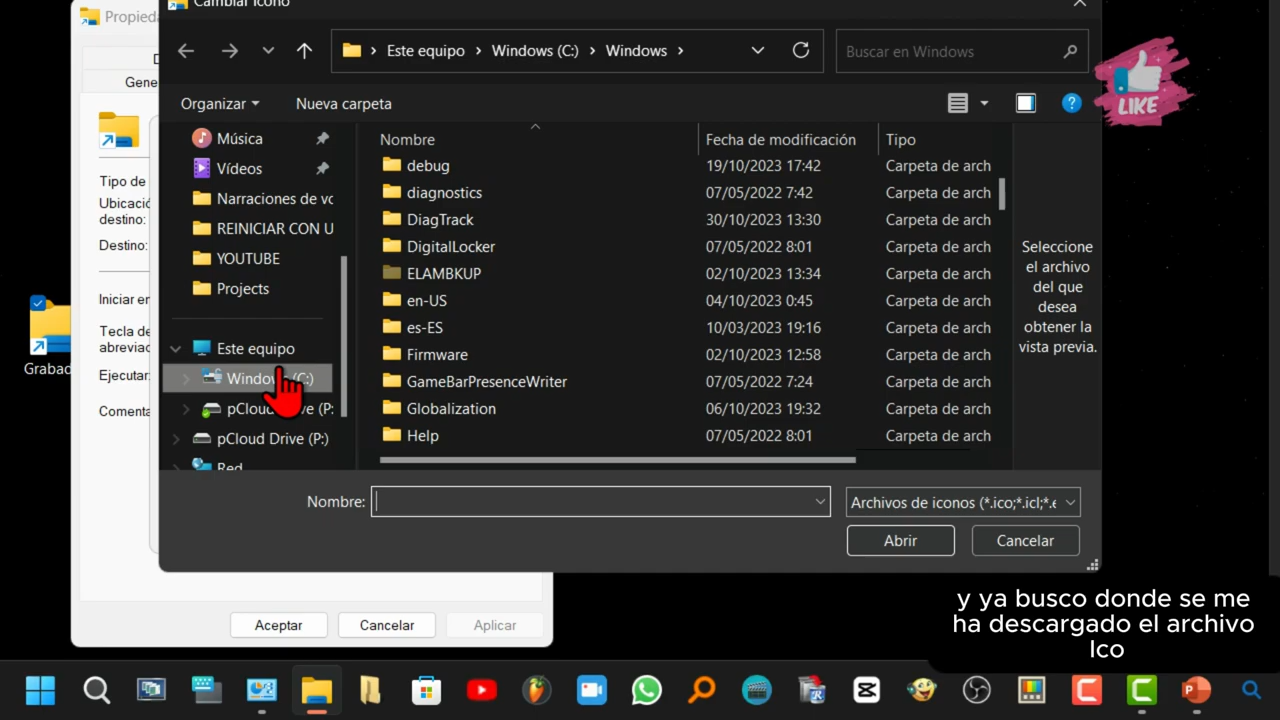 Propieda
Cambiar icono
Gene
Tipo de
Ubicació
destino:
Destino:
Iniciar en
Tecla de
abreviac
Ejecutar:
Comenta
Grabad
Este equipo
Windows (C:)
Windows
Buscar en Windows
LIKE
Organizar
Nueva carpeta
Música
Vídeos
Narraciones de vo
REINICIAR CON U
YOUTUBE
Projects
Este equipo
pCloud Drive (P:)
Red
Nombre Fecha de modificación Tipo
debug 19/10/2023 17:42 Carpeta de arch
diagnostics 07/05/2022 7:42 Carpeta de arch
DiagTrack 30/10/2023 13:30 Carpeta de arch
DigitalLocker 07/05/2022 8:01 Carpeta de arch
ELAMBKUP 02/10/2023 13:34 Carpeta de arch
en-US 04/10/2023 0:45 Carpeta de arch
es-ES 10/03/2023 19:16 Carpeta de arch
Firmware 02/10/2023 12:58 Carpeta de arch
GameBarPresenceWriter 07/05/2022 7:24 Carpeta de arch
Globalization 06/10/2023 19:32 Carpeta de arch
Help 07/05/2022 8:01 Carpeta de arch
Seleccione
el archivo
del que
desea
obtener la
vista previa.
Nombre:
Archivos de iconos (*.ico;*.icl;*.e
Abrir
Cancelar
Aceptar
Cancelar
Aplicar
y ya busco donde se me
ha descargado el archivo
Ico